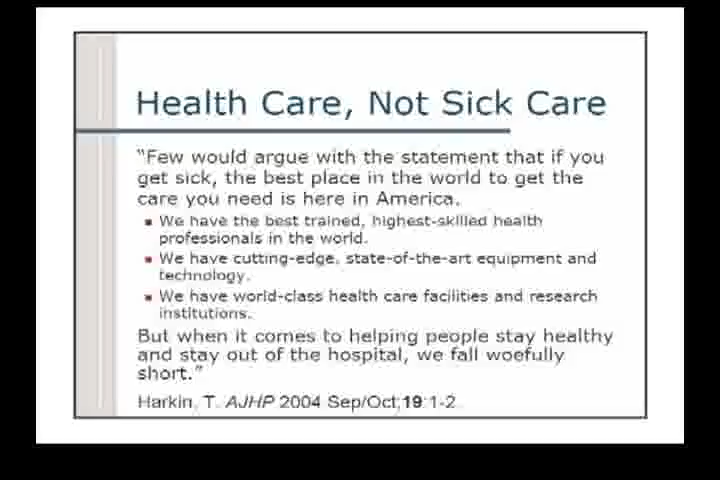 Health Care, Not Sick Care
"Few would argue with the statement that if you
get sick, the best place in the world to get the
care you need is here in America.
▪ We have the best trained, highest-skilled health
professionals in the world.
▪ We have cutting-edge, state-of-the-art equipment and
technology.
▪ We have world-class health care facilities and research
institutions.
But when it comes to helping people stay healthy
and stay out of the hospital, we fall woefully
short."
Harkin, T. AJHP 2004 Sep/Oct;19:1-2.